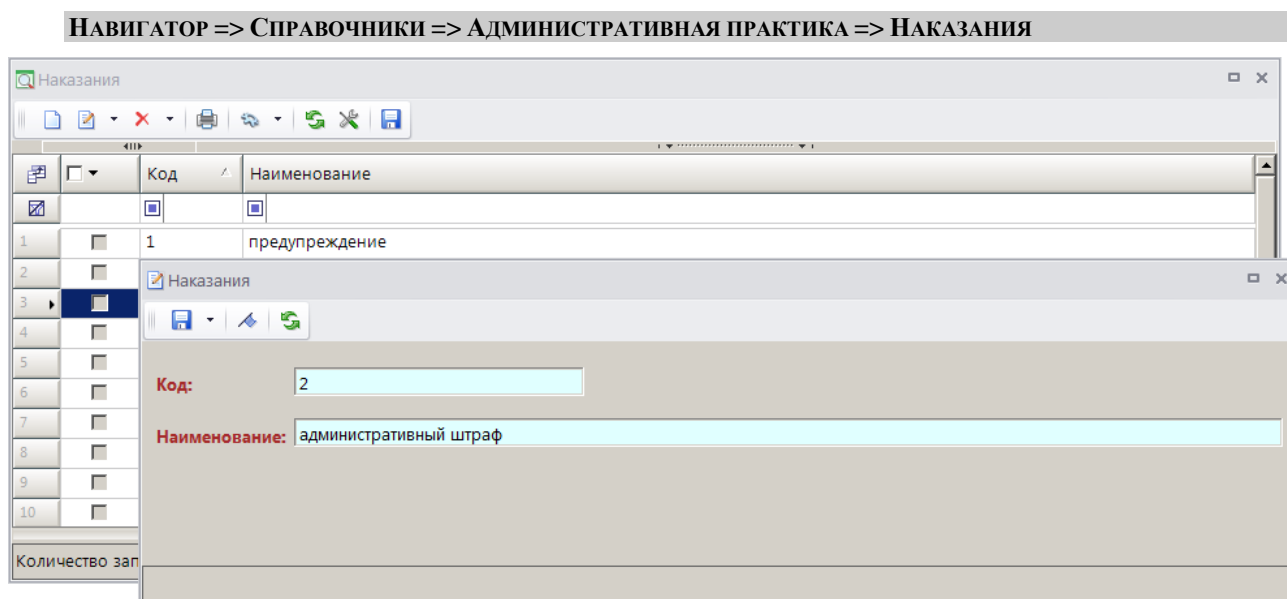 НАВИГАТОР => СПРАВОЧНИКИ => АДМИНИСТРАТИВНАЯ ПРАКТИКА => НАКАЗАНИЯ
Наказания
Код Наименование
1 1 предупреждение
2
Наказания
3
4
5
Код: 2
6
7
Наименование: административный штраф
8
9
10
Количество зап